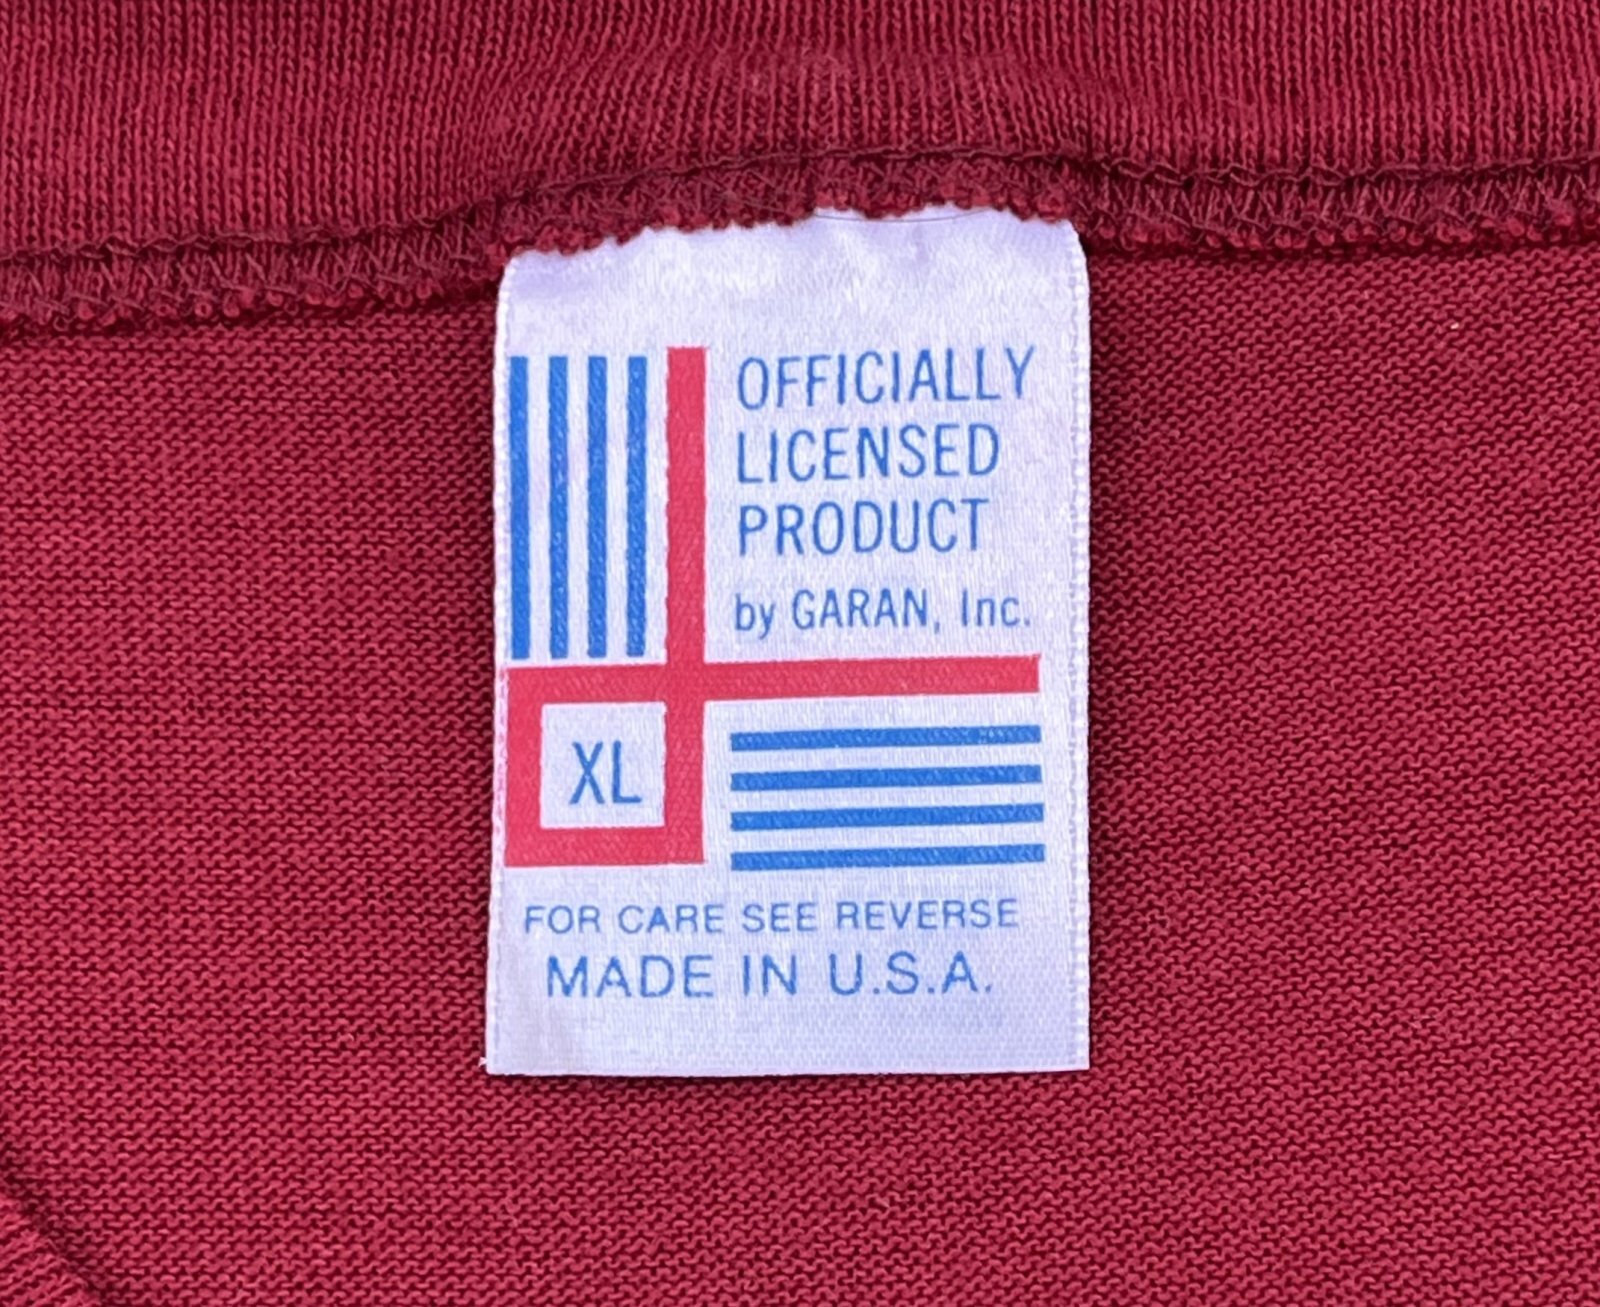 OFFICIALLY
LICENSED
PRODUCT
by GARAN, Inc.
XL
FOR CARE SEE REVERSE
MADE IN U.S.A.